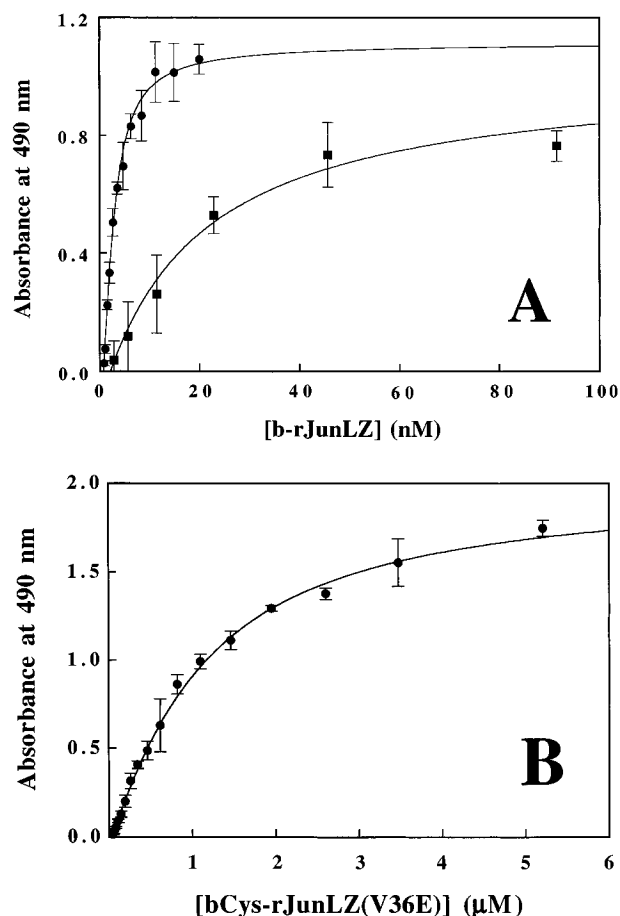 1.2
0.8
0.4
0.0
Absorbance at 490 nm
A
0 20 40 60 80 100
[b-rJunLZ] (nM)
2.0
1.5
1.0
0.5
0.0
Absorbance at 490 nm
B
1 2 3 4 5 6
[bCys-rJunLZ(V36E)] (μM)